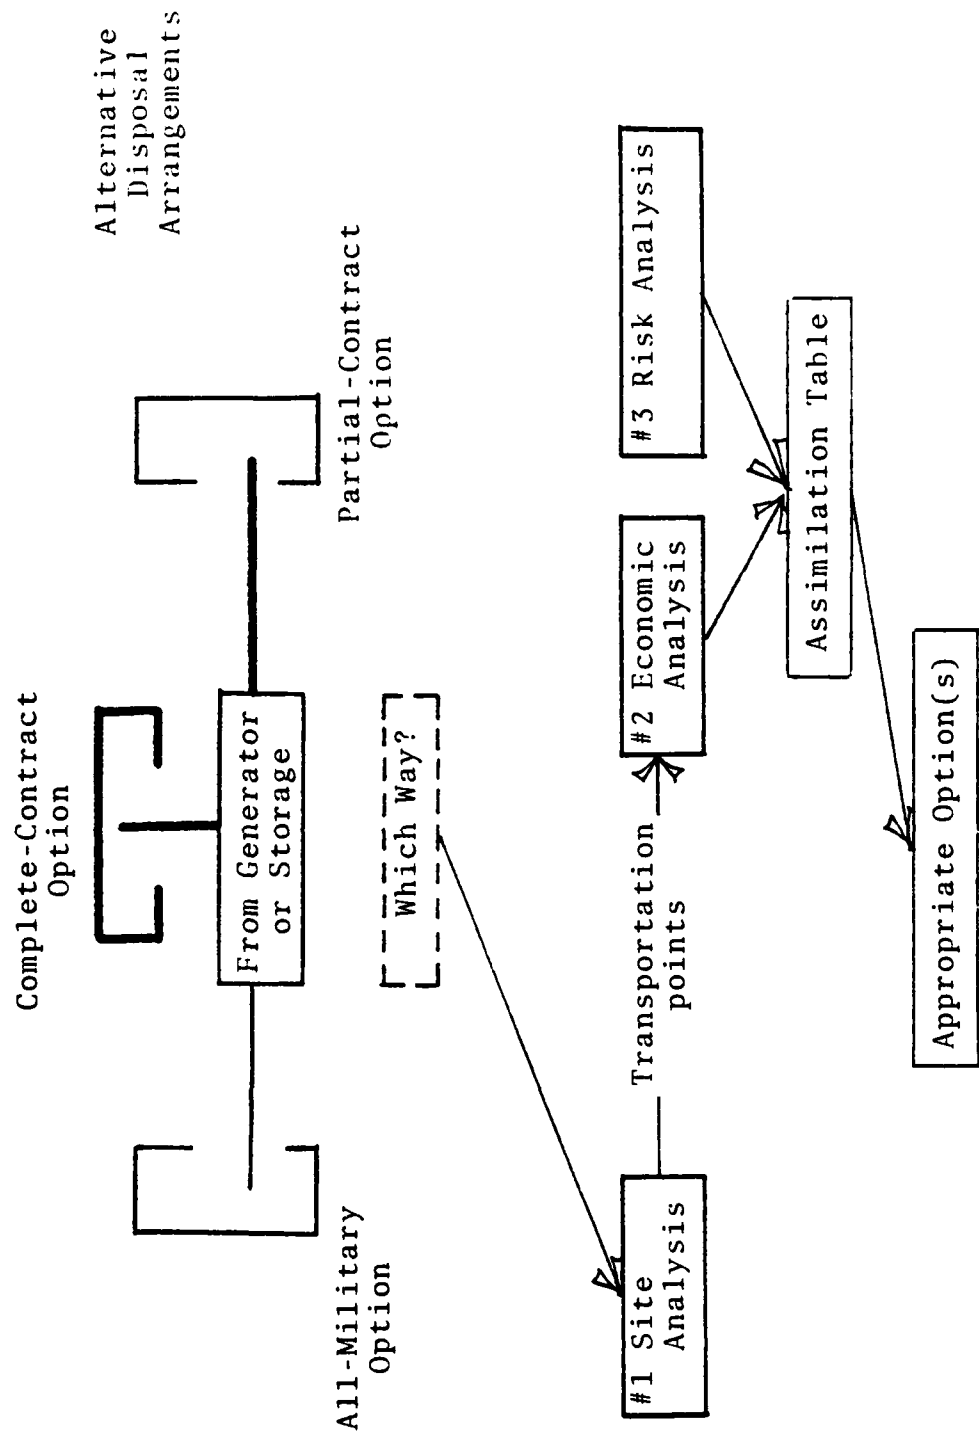 Alternative
Disposal
Arrangements
Complete-Contract
Option
From Generator
or Storage
All-Military
Option
Partial-Contract
Option
Which Way?
#1 Site
Analysis
Transportation
points
#2 Economic
Analysis
#3 Risk Analysis
Assimilation Table
Appropriate Option(s)